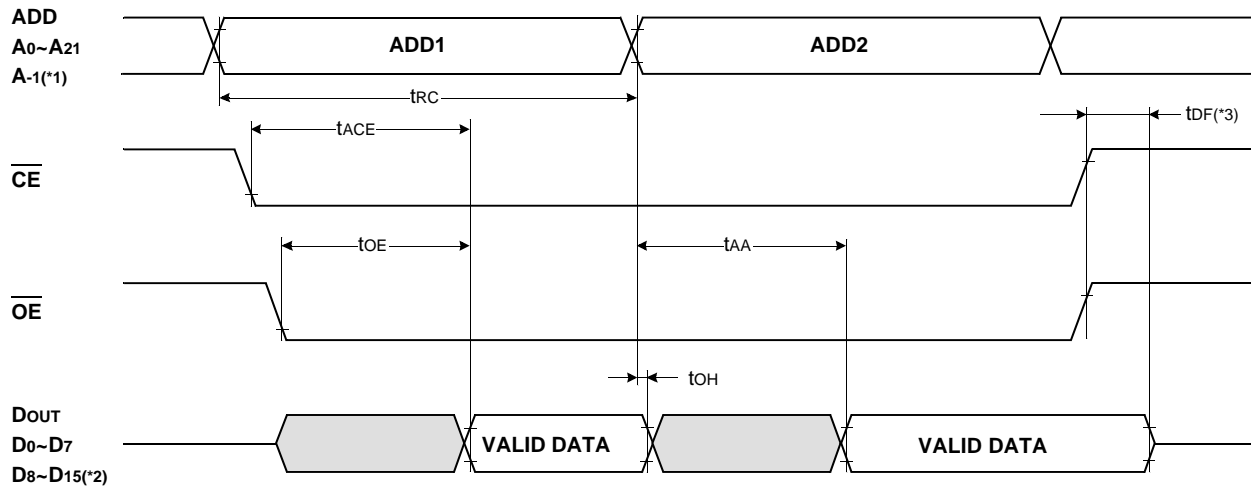 ADD
A0~A21
A-1(*1)
ADD1
ADD2
tRC
tACE
tDF(*3)
CE
tOE
tAA
OE
tOH
DOUT
D0~D7
D8~D15(*2)
VALID DATA
VALID DATA